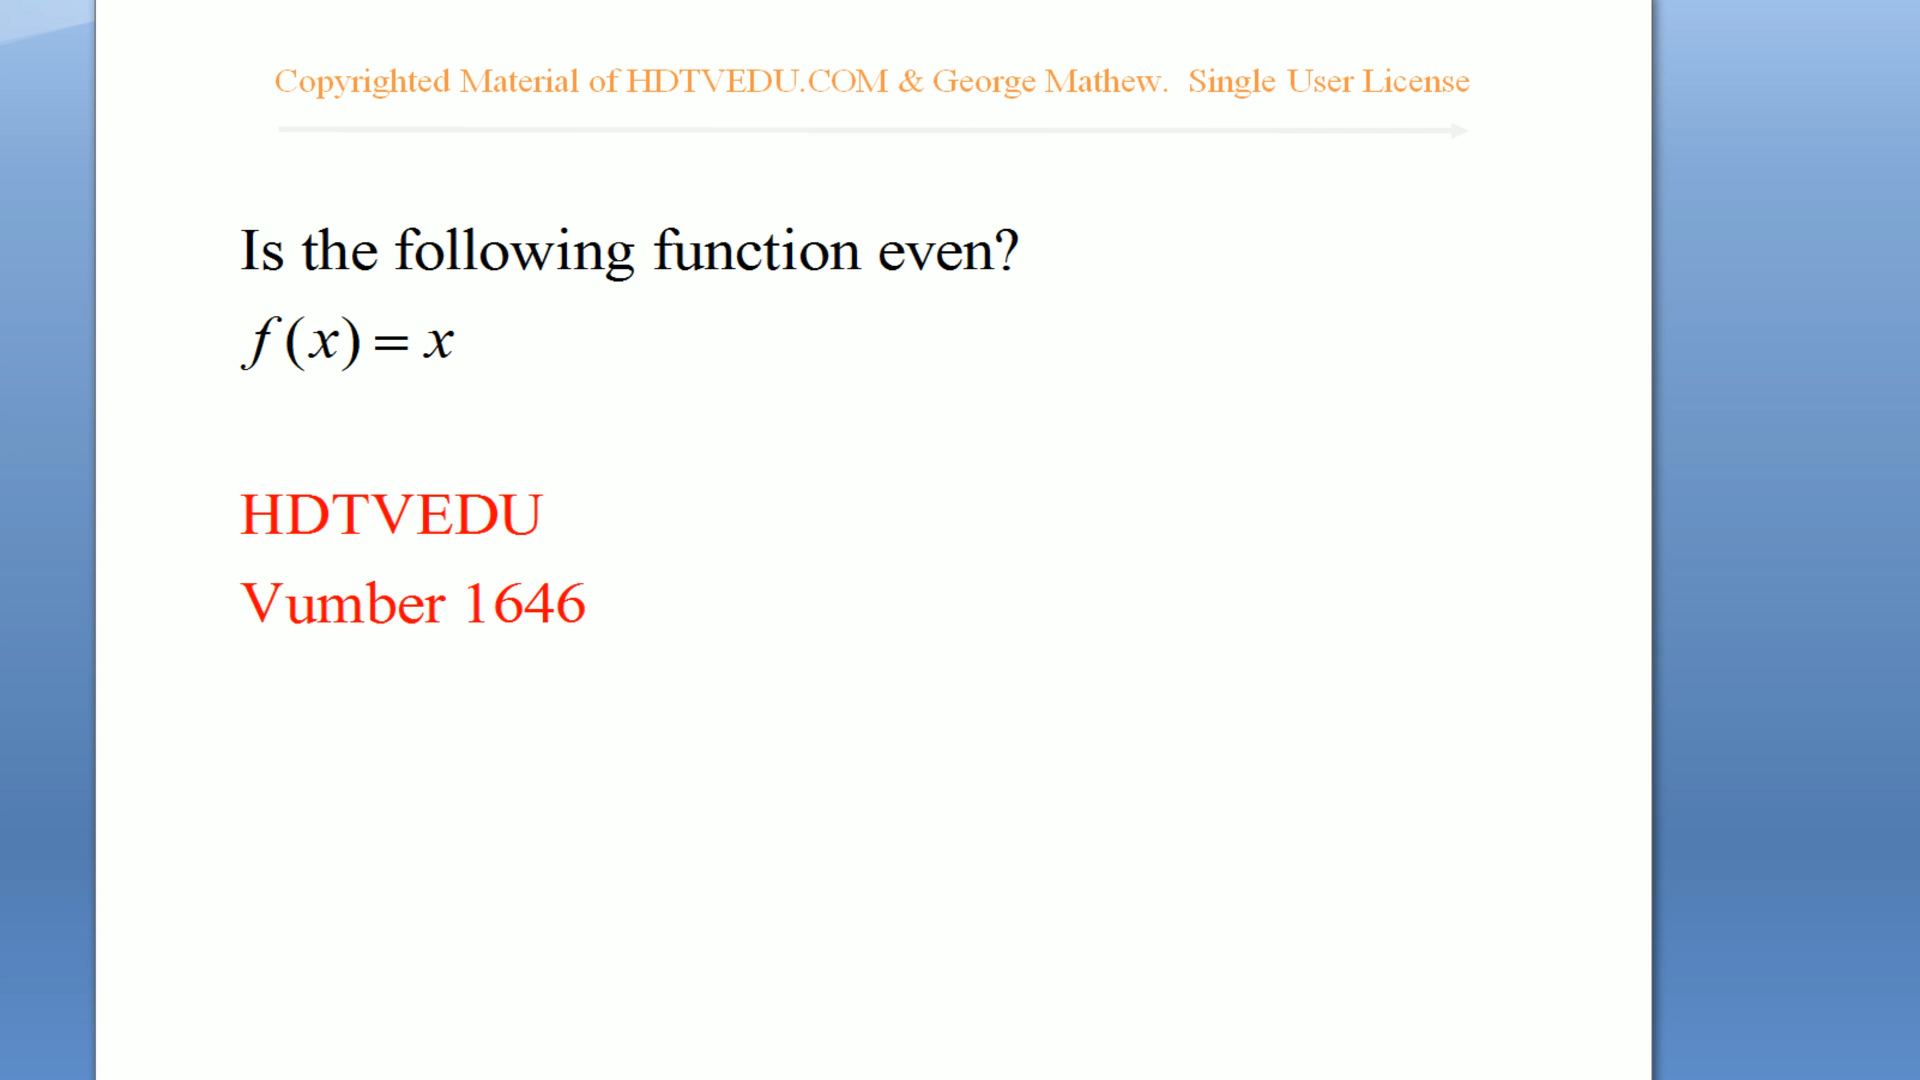 Copyrighted Material of HDTVEDU.COM & George Mathew. Single User License
Is the following function even?
f(x) = x
HDTVEDU
Vumber 1646